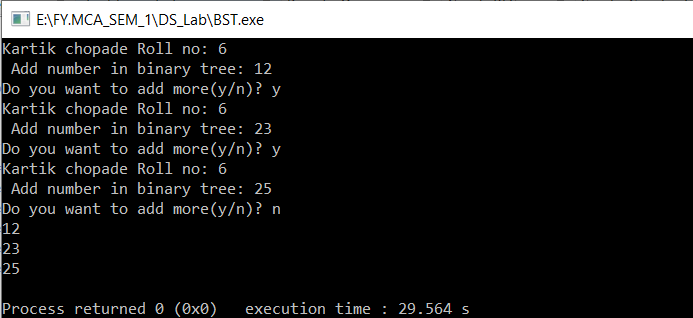 E:\FY.MCA_SEM_1\DS_Lab\BST.exe
Kartik chopade Roll no: 6
 Add number in binary tree: 12
Do you want to add more(y/n)? y
Kartik chopade Roll no: 6
 Add number in binary tree: 23
Do you want to add more(y/n)? y
Kartik chopade Roll no: 6
 Add number in binary tree: 25
Do you want to add more(y/n)? n
12
23
25
Process returned 0 (0x0)   execution time : 29.564 s